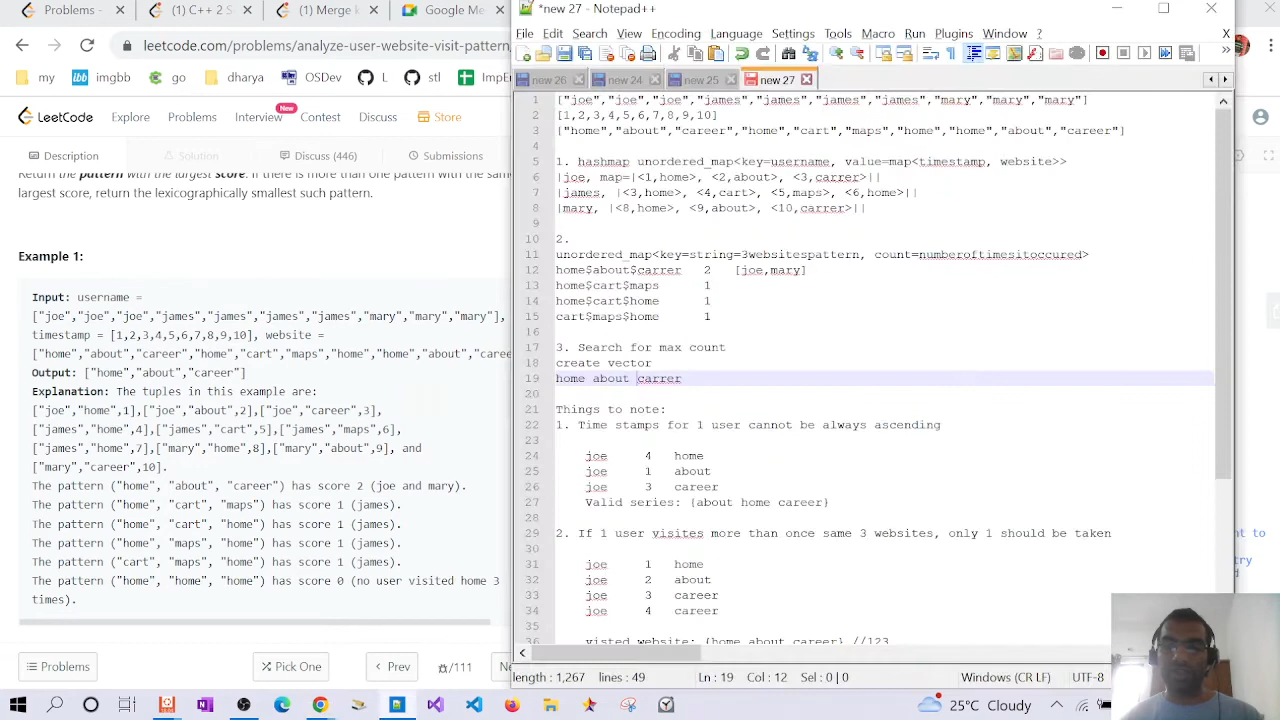 Problems -
(1) C++ 2 S
(1) Merge k
Google Me
*new 27 - Notepad++
leetcode.com/problems/analyze-user-website-visit-pattern
File Edit Search View Encoding Language Settings Tools Macro Run Plugins Window ? X
my imgbb go dharya OSDev L stl ImpE
new 26 new 24 new 25 new 27
LeetCode Explore Problems Interview New Contest Discuss Store
Description Solution Discuss (446) Submissions
Return the pattern with the largest score. If there is more than one pattern with the same
largest score, return the lexicographically smallest such pattern.
Example 1:
Input: username =
["joe","joe","joe","james","james","james","james","mary","mary","mary"],
timestamp = [1,2,3,4,5,6,7,8,9,10], website =
["home","about","career","home","cart","maps","home","home","about","caree
Output: ["home","about","career"]
Explanation: The tuples in this example are:
["joe","home",1],["joe","about",2],["joe","career",3],
["james","home",4],["james","cart",5],["james","maps",6],
["james","home",7],["mary","home",8],["mary","about",9], and
["mary","career",10].
The pattern ("home", "about", "career") has score 2 (joe and mary).
The pattern ("home", "cart", "maps") has score 1 (james).
The pattern ("home", "cart", "home") has score 1 (james).
The pattern ("home", "maps", "home") has score 1 (james).
The pattern ("cart", "maps", "home") has score 1 (james).
The pattern ("home", "home", "home") has score 0 (no user visited home 3
times).
Problems Pick One Prev /111 Ne
1 ["joe","joe","joe","james","james","james","james","mary","mary","mary"]
2 [1,2,3,4,5,6,7,8,9,10]
3 ["home","about","career","home","cart","maps","home","home","about","career"]
4
5 1. hashmap unordered_map<key=username, value=map<timestamp, website>>
6 |joe, map=|<1,home>, <2,about>, <3,carrer>||
7 |james, |<3,home>, <4,cart>, <5,maps>, <6,home>||
8 |mary, |<8,home>, <9,about>, <10,carrer>||
9
10 2.
11 unordered_map<key=string=3websitespattern, count=numberoftimesitoccured>
12 home$about$carrer 2 [joe,mary]
13 home$cart$maps 1
14 home$cart$home 1
15 cart$maps$home 1
16
17 3. Search for max count
18 create vector
19 home about carrer
20
21 Things to note:
22 1. Time stamps for 1 user cannot be always ascending
23
24 joe 4 home
25 joe 1 about
26 joe 3 career
27 Valid series: {about home career}
28
29 2. If 1 user visites more than once same 3 websites, only 1 should be taken
30
31 joe 1 home
32 joe 2 about
33 joe 3 career
34 joe 4 career
35
36 visted website: {home about career} //123
length : 1,267 lines : 49 Ln : 19 Col : 12 Sel : 0 | 0 Windows (CR LF) UTF-8
25°C Cloudy